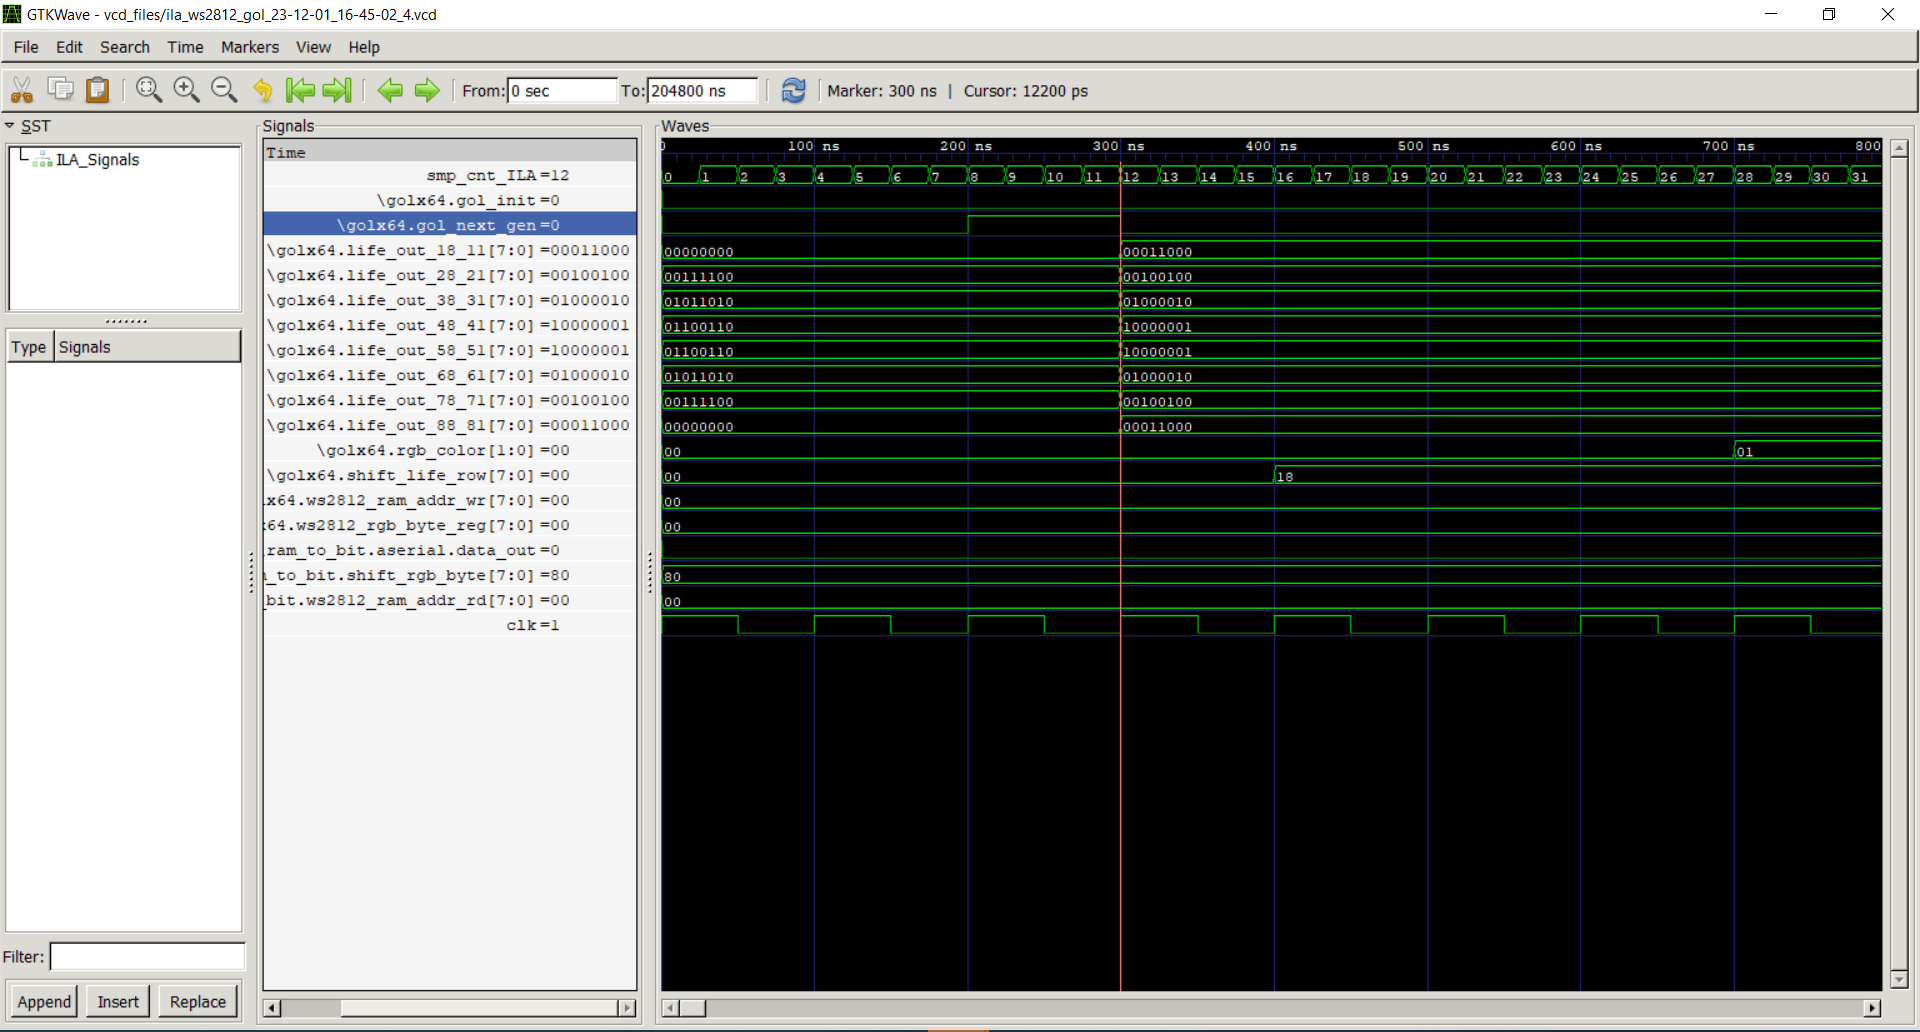 GTKWave - vcd_files/ila_ws2812_gol_23-12-01_16-45-02_4.vcd
File Edit Search Time Markers View Help
From: 0 sec To: 204800 ns Marker: 300 ns | Cursor: 12200 ps
SST
ILA_Signals
Type Signals
Filter:
Append Insert Replace
Signals
Time
smp_cnt_ILA =12
\golx64.gol_init =0
\golx64.gol_next_gen =0
\golx64.life_out_18_11[7:0] =00011000
\golx64.life_out_28_21[7:0] =00100100
\golx64.life_out_38_31[7:0] =01000010
\golx64.life_out_48_41[7:0] =10000001
\golx64.life_out_58_51[7:0] =10000001
\golx64.life_out_68_61[7:0] =01000010
\golx64.life_out_78_71[7:0] =00100100
\golx64.life_out_88_81[7:0] =00011000
\golx64.rgb_color[1:0] =00
\golx64.shift_life_row[7:0] =00
lx64.ws2812_ram_addr_wr[7:0] =00
x64.ws2812_rgb_byte_reg[7:0] =00
_ram_to_bit.aserial.data_out =0
_to_bit.shift_rgb_byte[7:0] =80
bit.ws2812_ram_addr_rd[7:0] =00
clk =1
Waves
0 100 ns 200 ns 300 ns 400 ns 500 ns 600 ns 700 ns 800
0 1 2 3 4 5 6 7 8 9 10 11 12 13 14 15 16 17 18 19 20 21 22 23 24 25 26 27 28 29 30 31
00000000 00011000
00111100 00100100
01011010 01000010
01100110 10000001
01100110 10000001
01011010 01000010
00111100 00100100
00000000 00011000
00 01
00 18
00
00
80
00